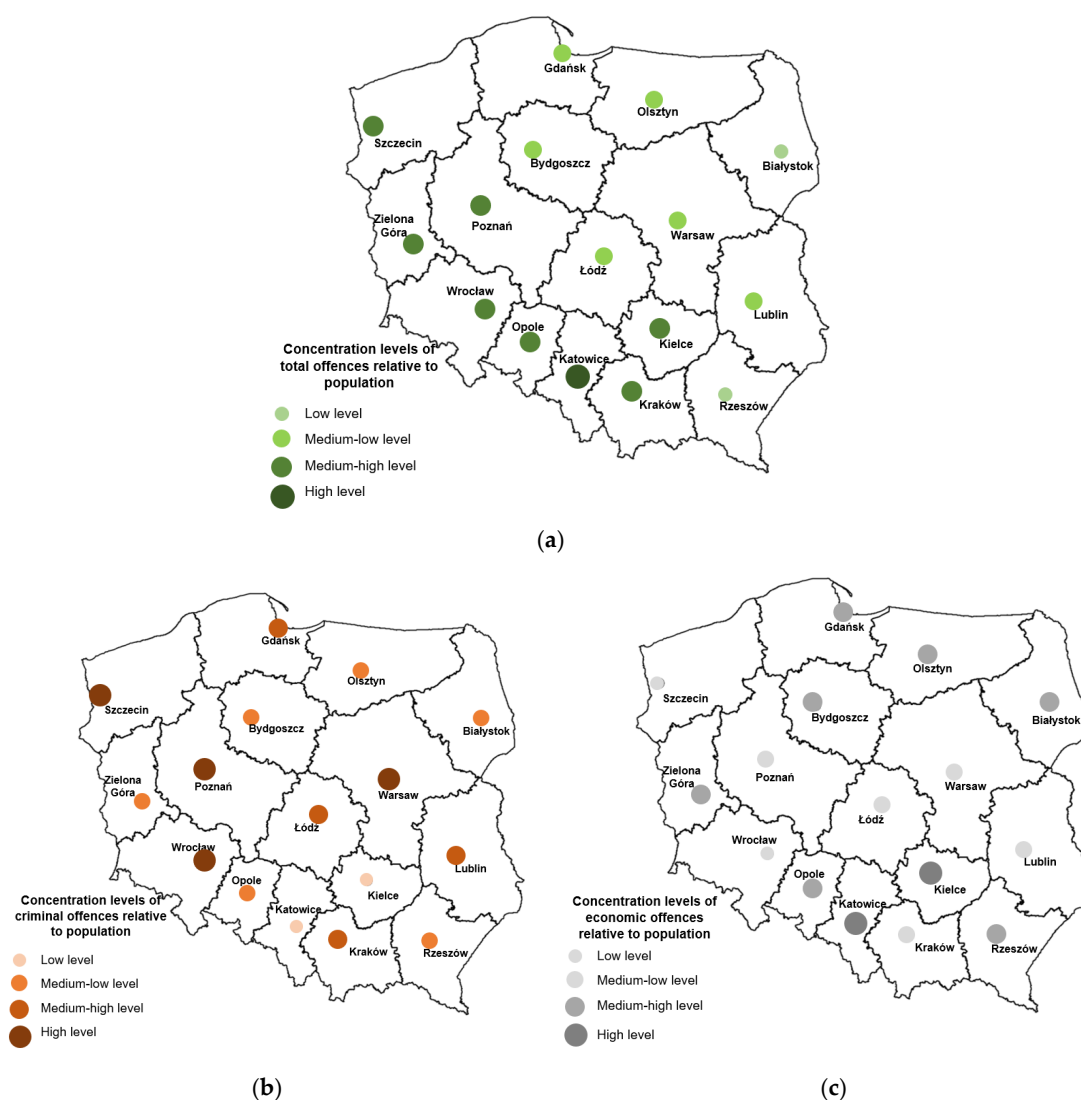 Gdańsk
Olsztyn
Szczecin
Bydgoszcz
Białystok
Zielona
Góra
Poznań
Warsaw
Łódź
Wrocław
Lublin
Opole
Kielce
Katowice
Kraków
Rzeszów
Concentration levels of
total offences relative to
population
Low level
Medium-low level
Medium-high level
High level
(a)
Gdańsk
Olsztyn
Szczecin
Bydgoszcz
Białystok
Zielona
Góra
Poznań
Warsaw
Łódź
Wrocław
Lublin
Opole
Kielce
Katowice
Kraków
Rzeszów
Concentration levels of
criminal offences relative
to population
Low level
Medium-low level
Medium-high level
High level
(b)
Gdańsk
Olsztyn
Szczecin
Bydgoszcz
Białystok
Zielona
Góra
Poznań
Warsaw
Łódź
Wrocław
Lublin
Opole
Kielce
Katowice
Kraków
Rzeszów
Concentration levels of
economic offences
relative to population
Low level
Medium-low level
Medium-high level
High level
(c)